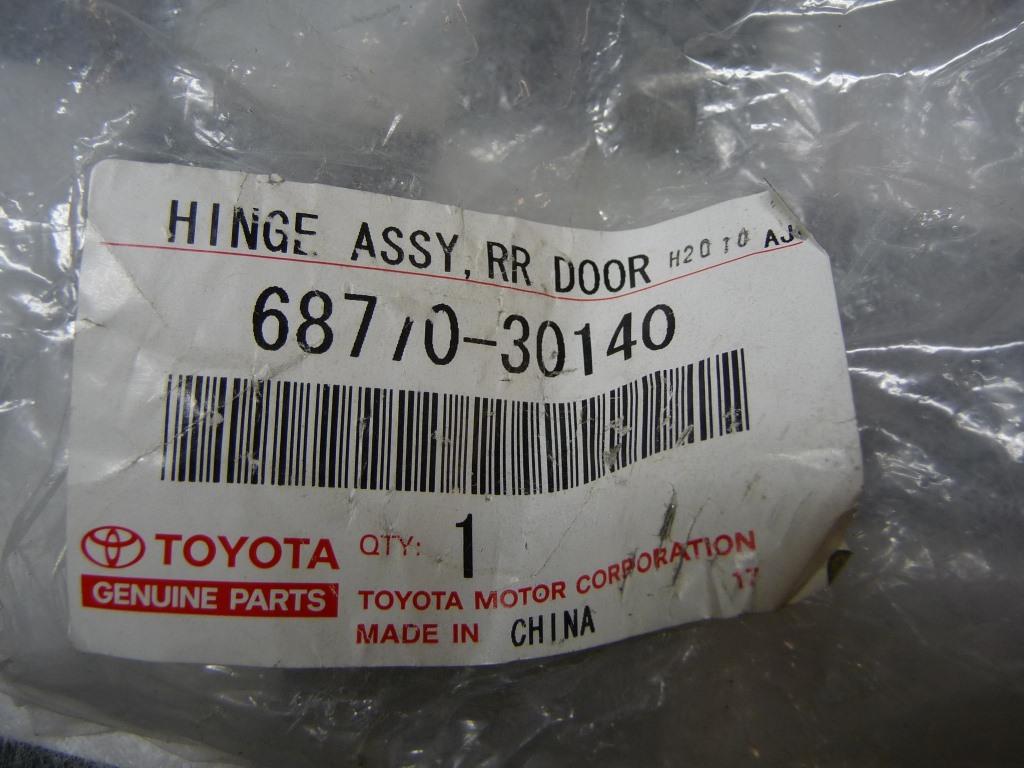 HINGE ASSY, RR DOOR H2010 AJ
68770-30140
TOYOTA QTY: 1
GENUINE PARTS
TOYOTA MOTOR CORPORATION
17
MADE IN CHINA